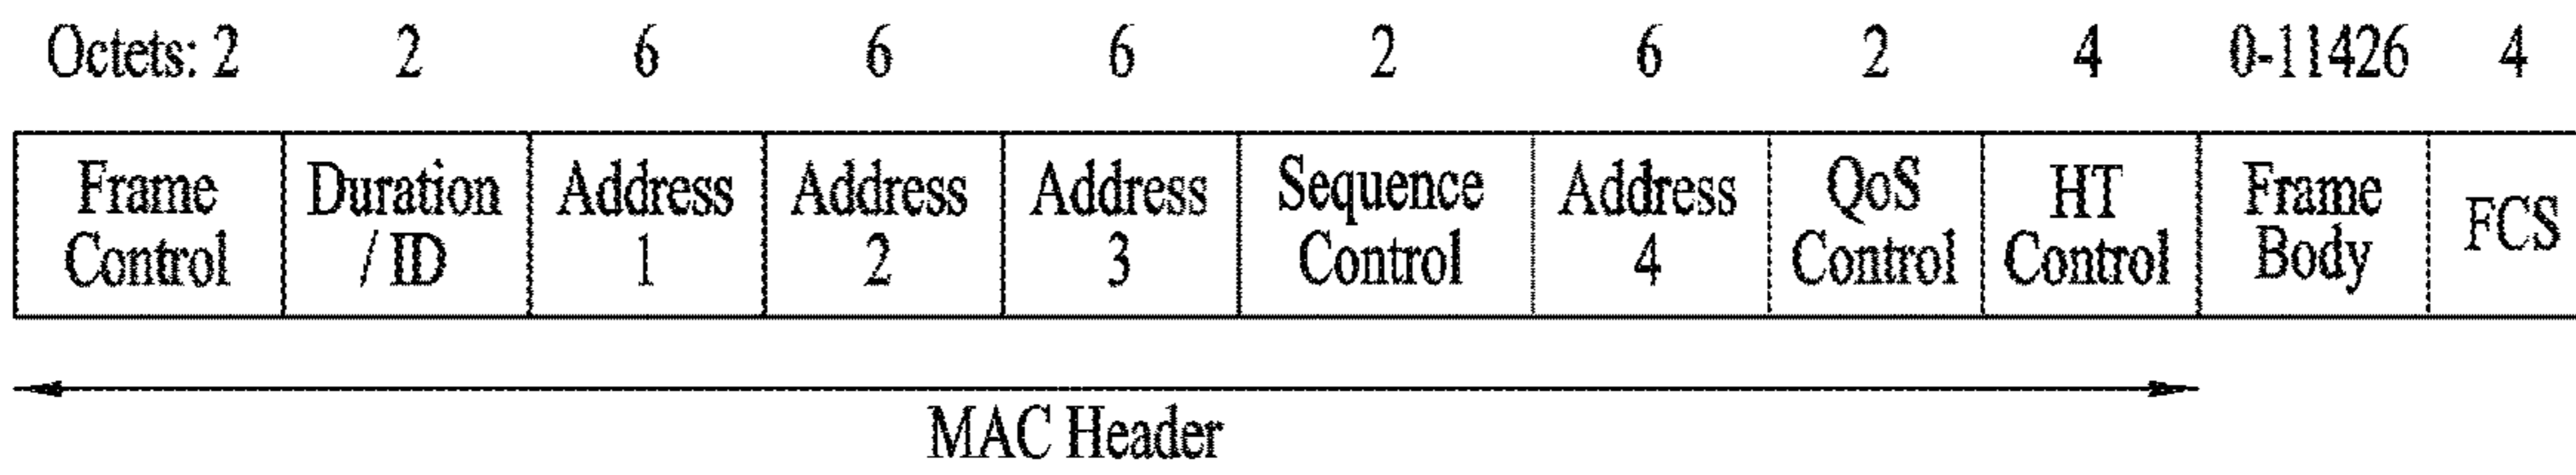 Octets: 2 2 6 6 6 2 6 2 4 0-11426 4
Frame Control
Duration / ID
Address 1
Address 2
Address 3
Sequence Control
Address 4
QoS Control
HT Control
Frame Body
FCS
MAC Header